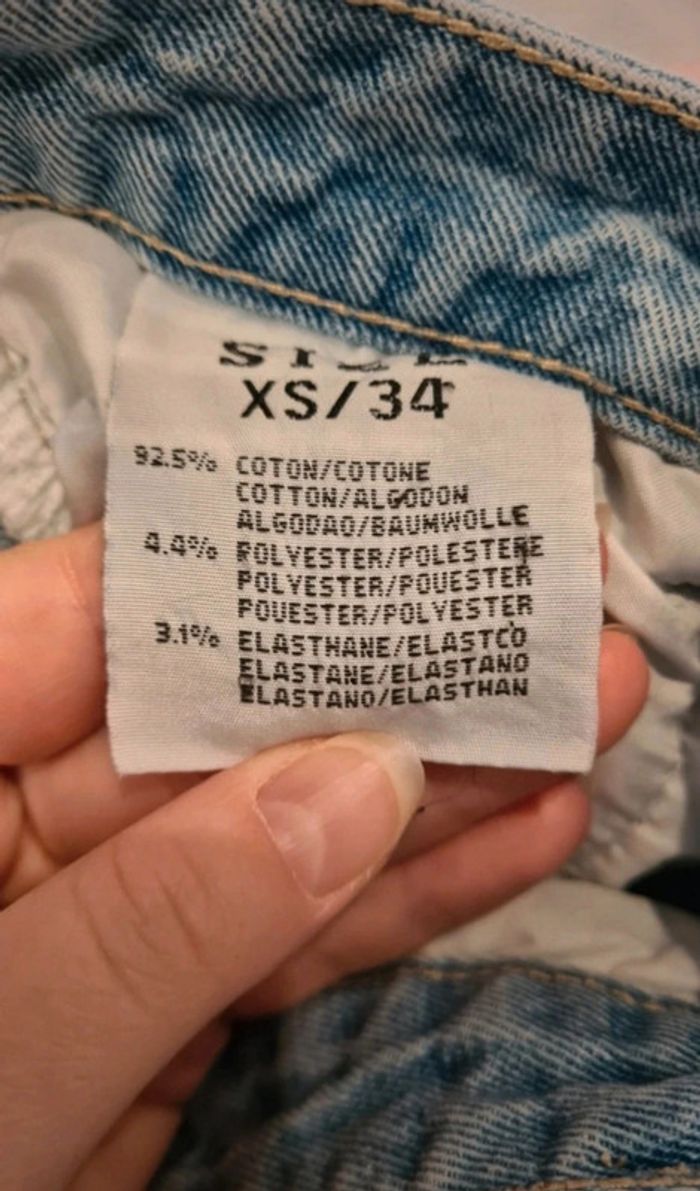 SIZE
XS/34
92.5% COTON/COTONE
COTTON/ALGODON
ALGODAO/BAUMWOLLE
4.4% POLYESTER/POLESTERE
POLYESTER/POUESTER
POUESTER/POLYESTER
3.1% ELASTHANE/ELASTCO
ELASTANE/ELASTANO
ELASTANO/ELASTHAN